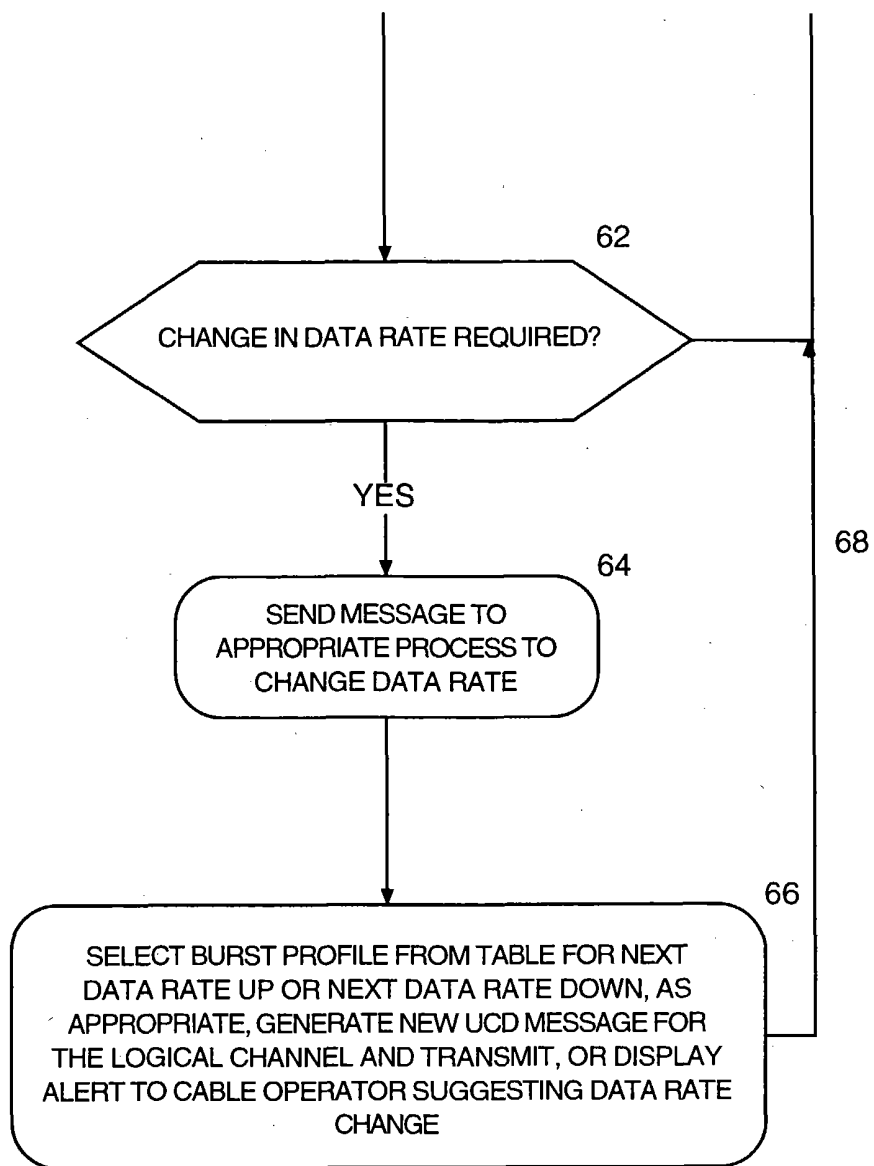 62
CHANGE IN DATA RATE REQUIRED?
YES
68
64
SEND MESSAGE TO
APPROPRIATE PROCESS TO
CHANGE DATA RATE
66
SELECT BURST PROFILE FROM TABLE FOR NEXT
DATA RATE UP OR NEXT DATA RATE DOWN, AS
APPROPRIATE, GENERATE NEW UCD MESSAGE FOR
THE LOGICAL CHANNEL AND TRANSMIT, OR DISPLAY
ALERT TO CABLE OPERATOR SUGGESTING DATA RATE
CHANGE